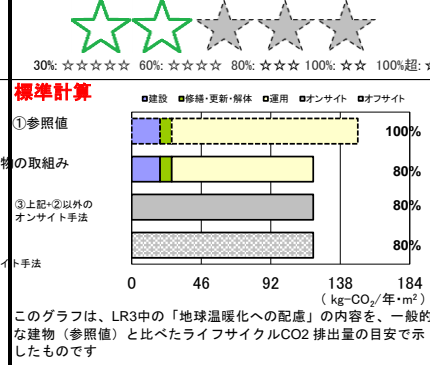 30%: ☆☆☆☆☆ 60%: ☆☆☆☆ 80%: ☆☆☆ 100%: ☆☆ 100%超: ☆
標準計算
■建設 ■修繕・更新・解体 □運用 ■オンサイト □オフサイト
①参照値
100%
物の取組み
80%
③上記+②以外の
オンサイト手法
80%
イト手法
80%
0 46 92 138 184
( kg-CO₂/年・m² )
このグラフは、LR3中の「地球温暖化への配慮」の内容を、一般的
な建物（参照値）と比べたライフサイクルCO2 排出量の目安で示
したものです